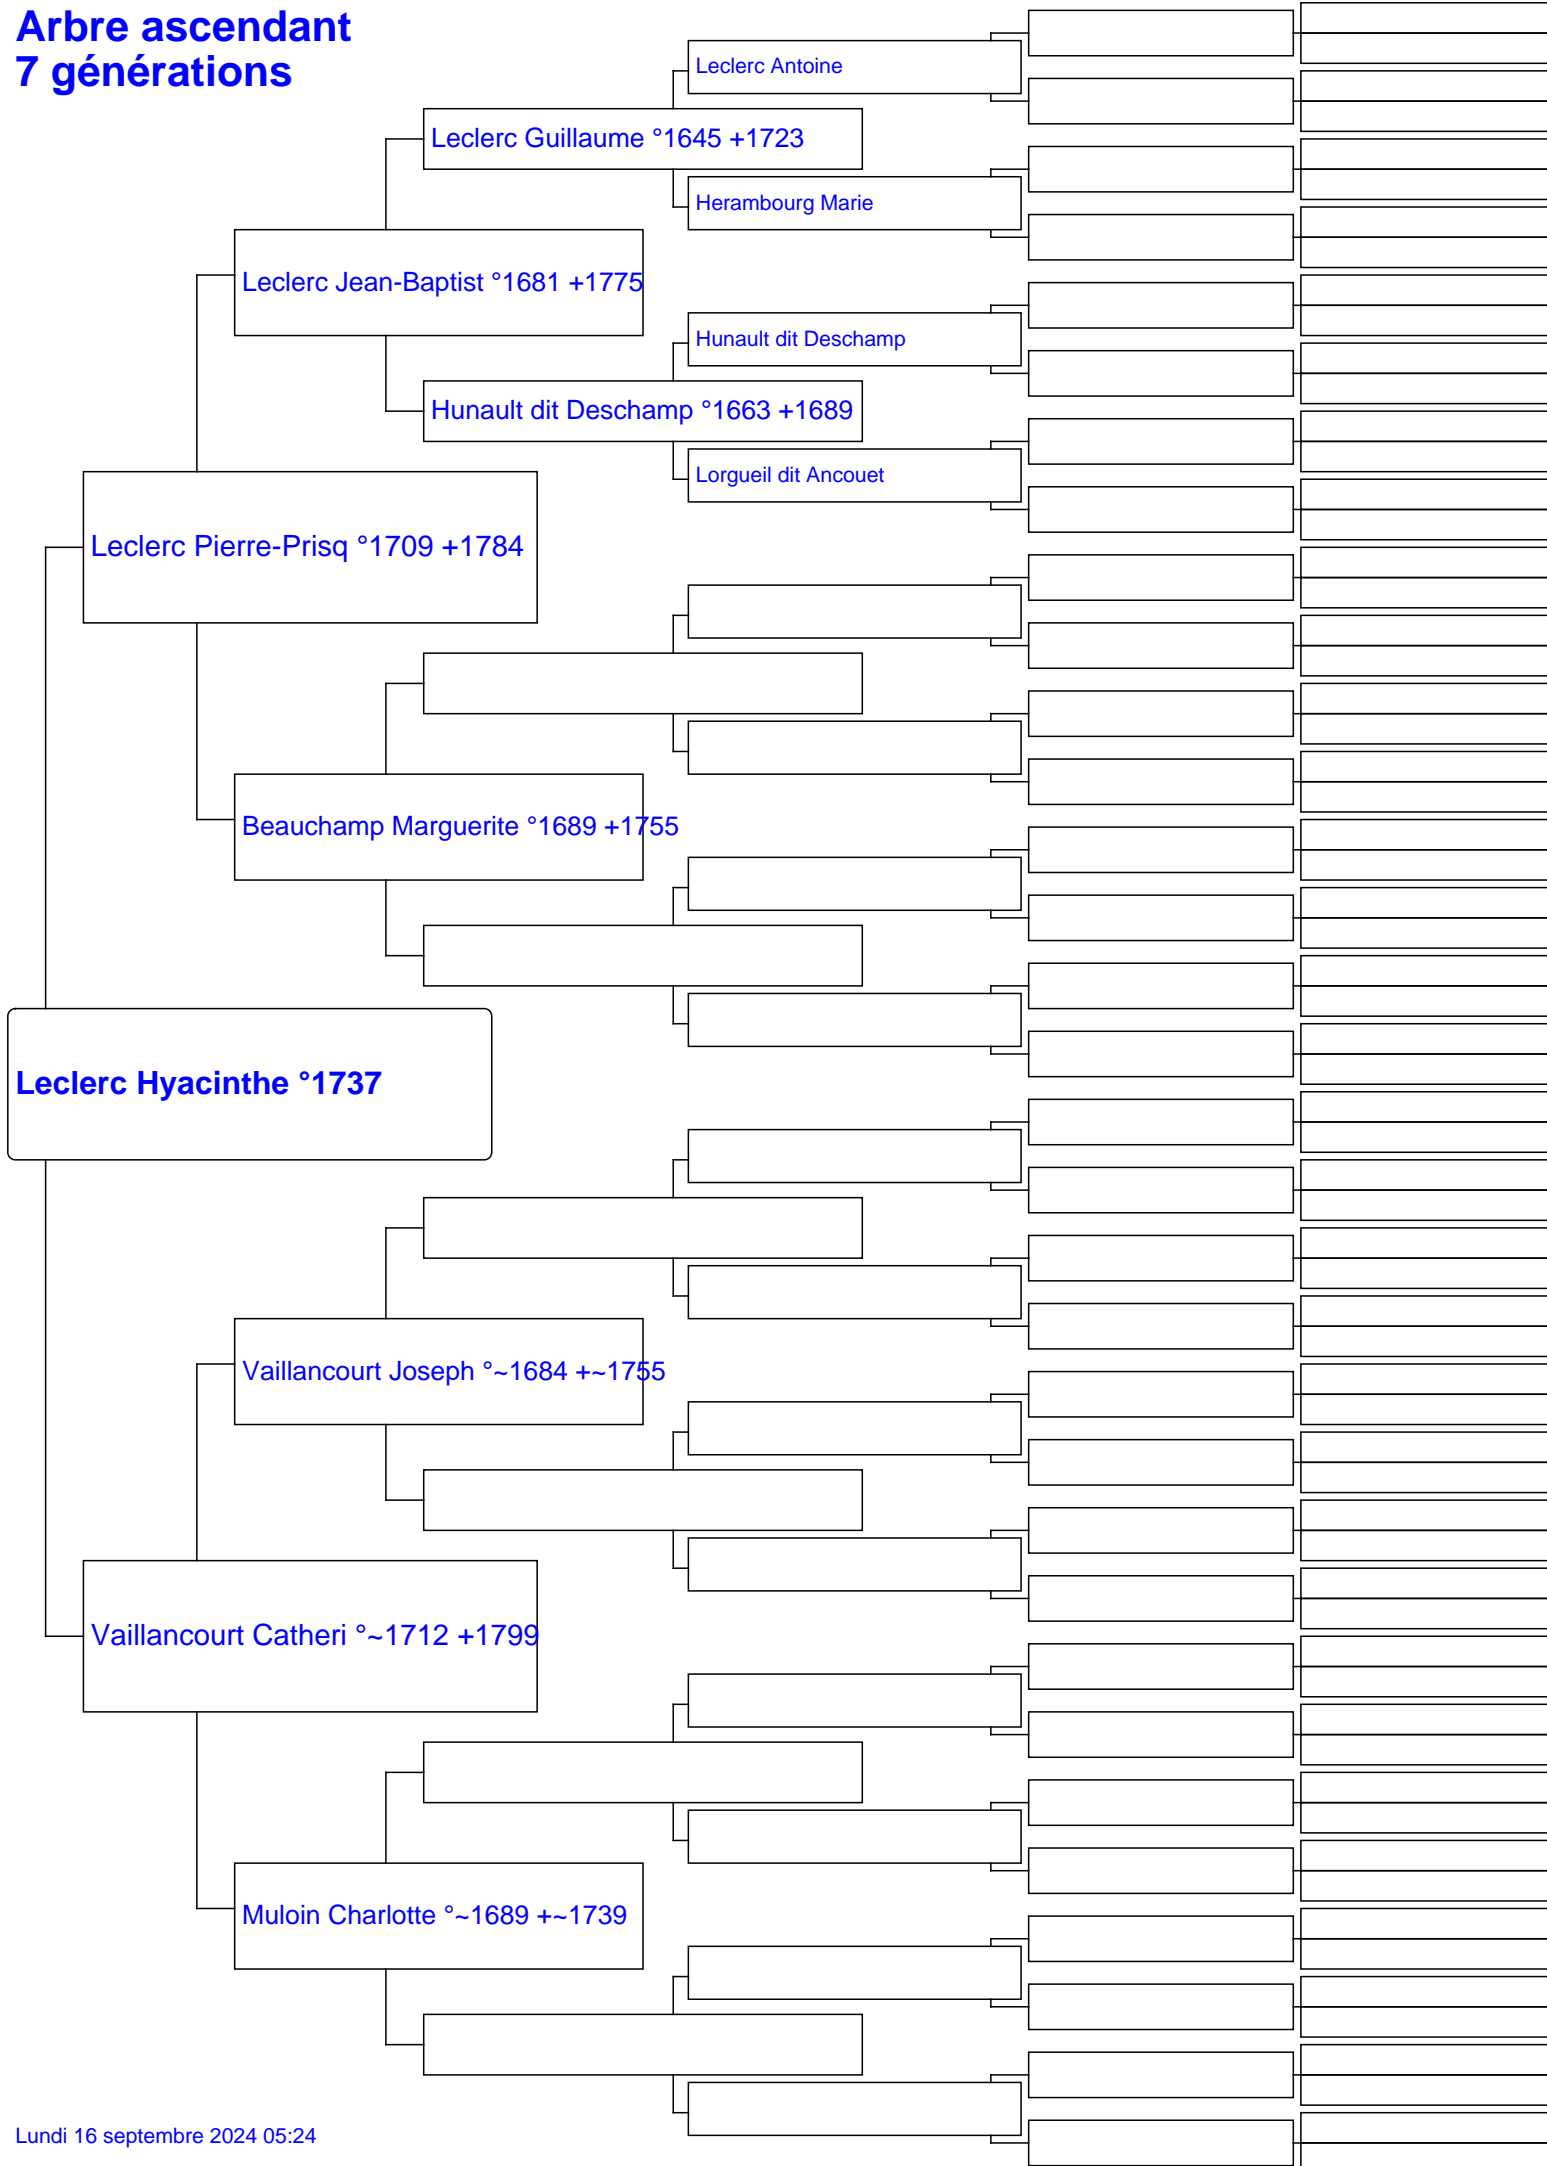 Arbre ascendant
7 générations
Leclerc Antoine
Leclerc Guillaume °1645 +1723
Herambourg Marie
Leclerc Jean-Baptist °1681 +1775
Hunault dit Deschamp
Hunault dit Deschamp °1663 +1689
Lorgueil dit Ancouet
Leclerc Pierre-Prisq °1709 +1784
Beauchamp Marguerite °1689 +1755
Leclerc Hyacinthe °1737
Vaillancourt Joseph °~1684 +~1755
Vaillancourt Catheri °~1712 +1799
Muloin Charlotte °~1689 +~1739
Lundi 16 septembre 2024 05:24